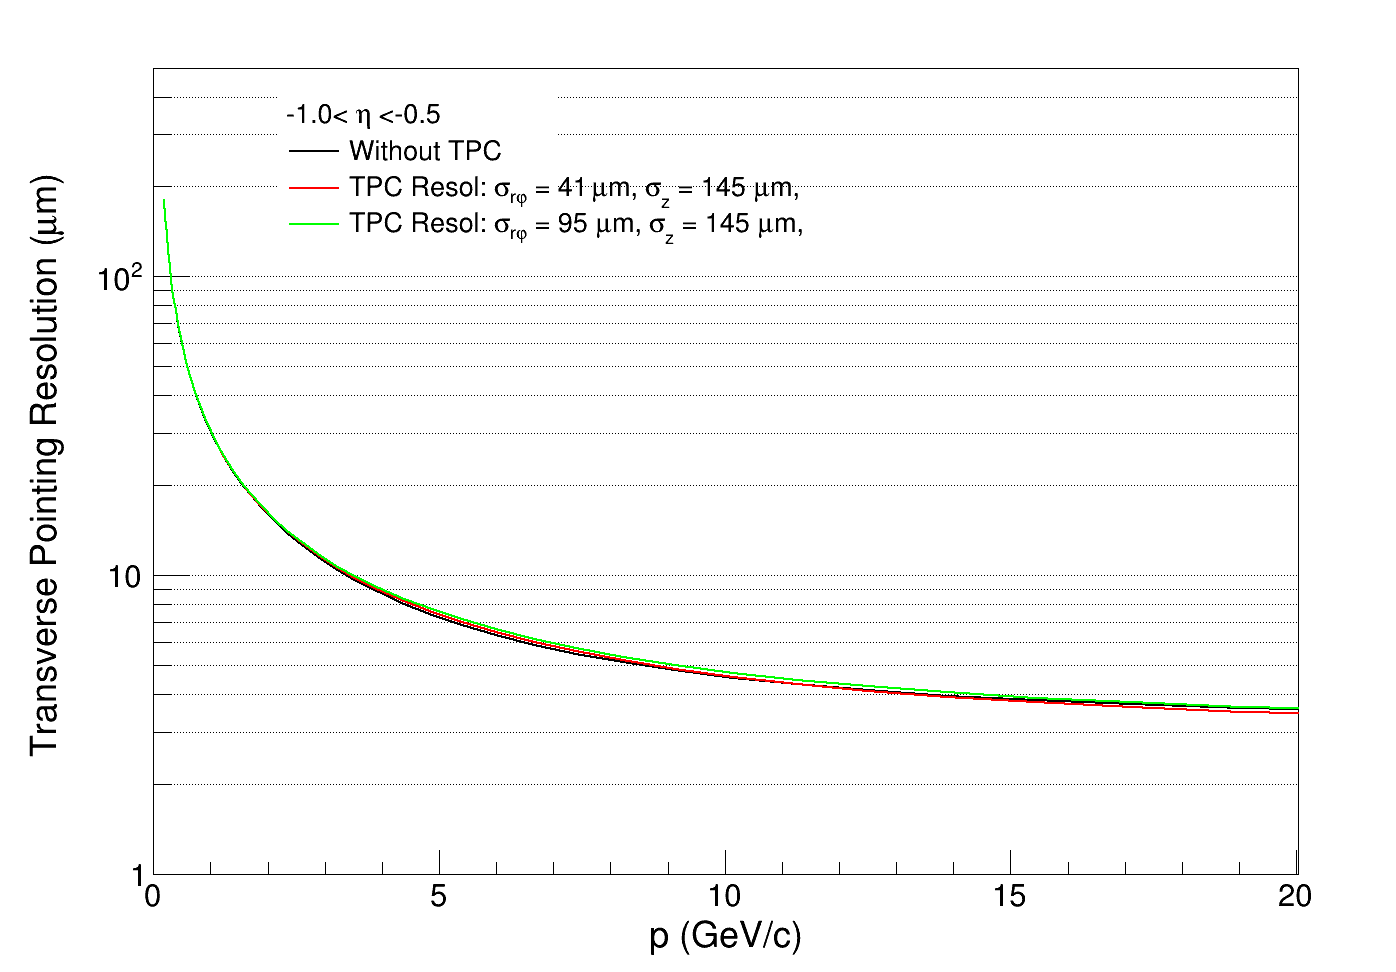 -1.0< η <-0.5
Without TPC
TPC Resol: σrφ = 41 μm, σz = 145 μm,
TPC Resol: σrφ = 95 μm, σz = 145 μm,
Transverse Pointing Resolution (μm)
10²
10
1
0 5 10 15 20
p (GeV/c)